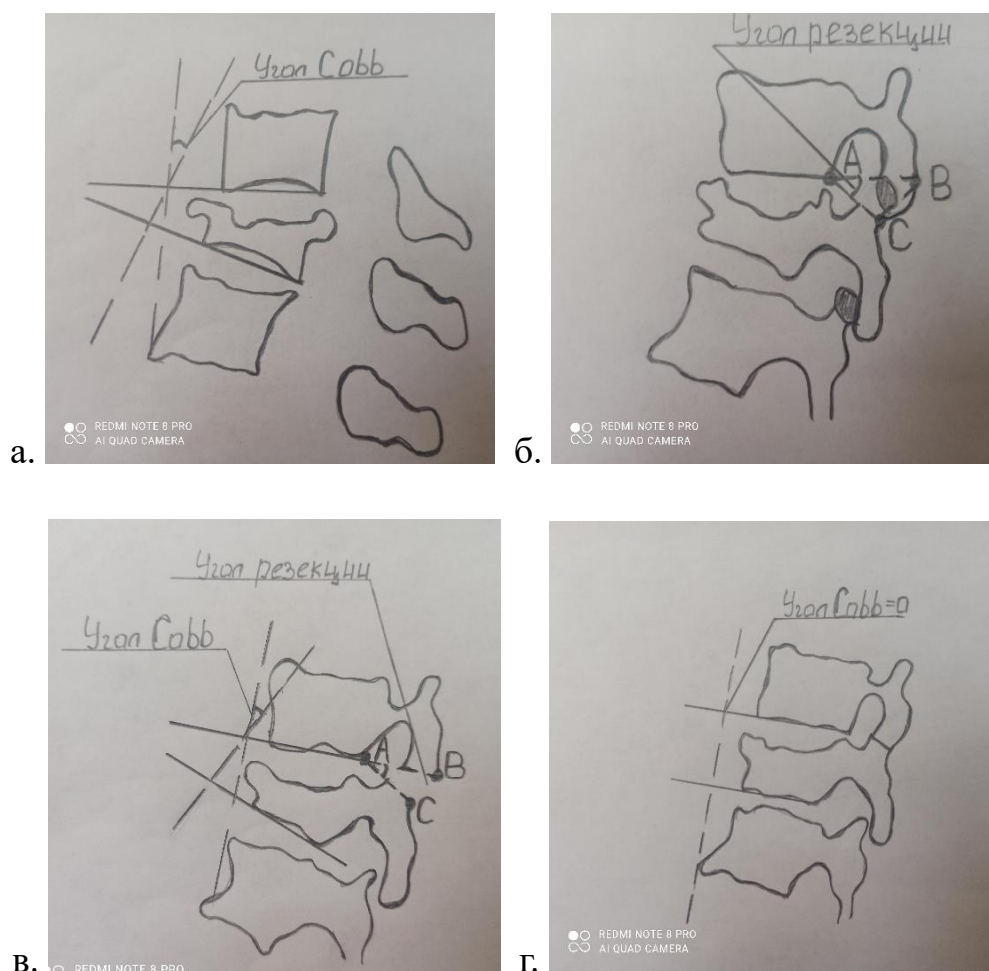 Угол Cobb
REDMI NOTE 8 PRO
AI QUAD CAMERA
а.
Угол резекции
А
В
С
REDMI NOTE 8 PRO
AI QUAD CAMERA
б.
Угол резекции
Угол Cobb
А
В
С
REDMI NOTE 8 PRO
в.
Угол Cobb=0
REDMI NOTE 8 PRO
AI QUAD CAMERA
г.